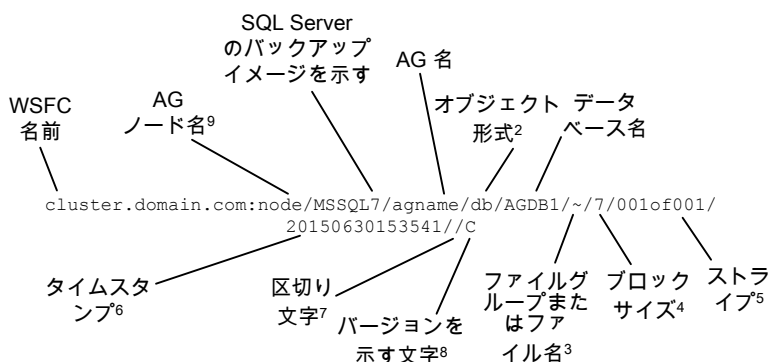 SQL Server
のバックアップ
イメージを示す
AG 名
WSFC
名前
AG
ノード名9
オブジェクト
形式2
データ
ベース名
cluster.domain.com:node/MSSQL7/agname/db/AGDB1/~/7/001of001/
20150630153541//C
タイムスタ
ンプ6
区切り
文字7
バージョンを
示す文字8
ファイルグ
ループまた
はファ
イル名3
ブロック
サイズ4
ストラ
イプ5